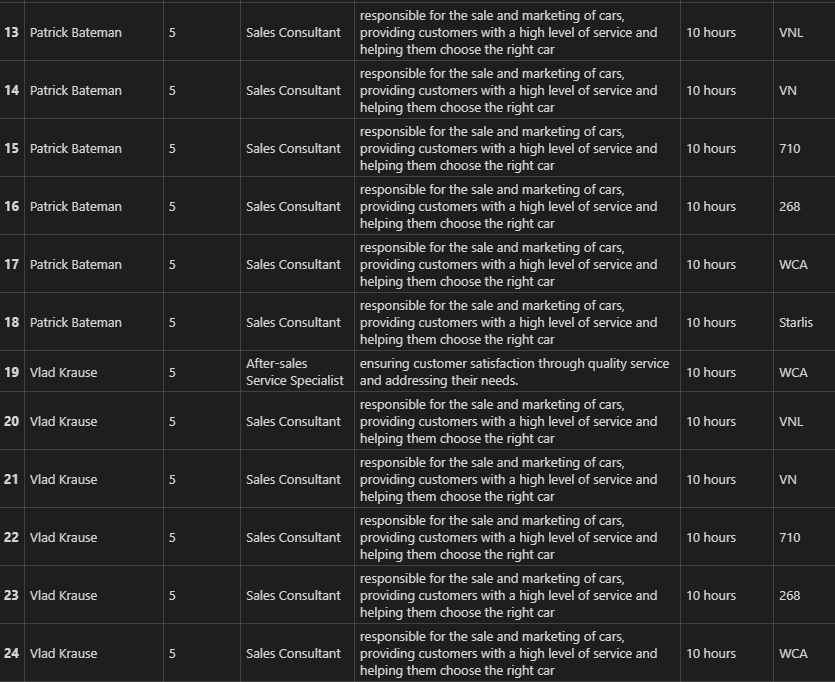 responsible for the sale and marketing of cars,
13 Patrick Bateman 5 Sales Consultant providing customers with a high level of service and 10 hours VNL
helping them choose the right car
responsible for the sale and marketing of cars,
14 Patrick Bateman 5 Sales Consultant providing customers with a high level of service and 10 hours VN
helping them choose the right car
responsible for the sale and marketing of cars,
15 Patrick Bateman 5 Sales Consultant providing customers with a high level of service and 10 hours 710
helping them choose the right car
responsible for the sale and marketing of cars,
16 Patrick Bateman 5 Sales Consultant providing customers with a high level of service and 10 hours 268
helping them choose the right car
responsible for the sale and marketing of cars,
17 Patrick Bateman 5 Sales Consultant providing customers with a high level of service and 10 hours WCA
helping them choose the right car
responsible for the sale and marketing of cars,
18 Patrick Bateman 5 Sales Consultant providing customers with a high level of service and 10 hours Starlis
helping them choose the right car
After-sales ensuring customer satisfaction through quality service
19 Vlad Krause 5 Service Specialist and addressing their needs. 10 hours WCA
responsible for the sale and marketing of cars,
20 Vlad Krause 5 Sales Consultant providing customers with a high level of service and 10 hours VNL
helping them choose the right car
responsible for the sale and marketing of cars,
21 Vlad Krause 5 Sales Consultant providing customers with a high level of service and 10 hours VN
helping them choose the right car
responsible for the sale and marketing of cars,
22 Vlad Krause 5 Sales Consultant providing customers with a high level of service and 10 hours 710
helping them choose the right car
responsible for the sale and marketing of cars,
23 Vlad Krause 5 Sales Consultant providing customers with a high level of service and 10 hours 268
helping them choose the right car
responsible for the sale and marketing of cars,
24 Vlad Krause 5 Sales Consultant providing customers with a high level of service and 10 hours WCA
helping them choose the right car